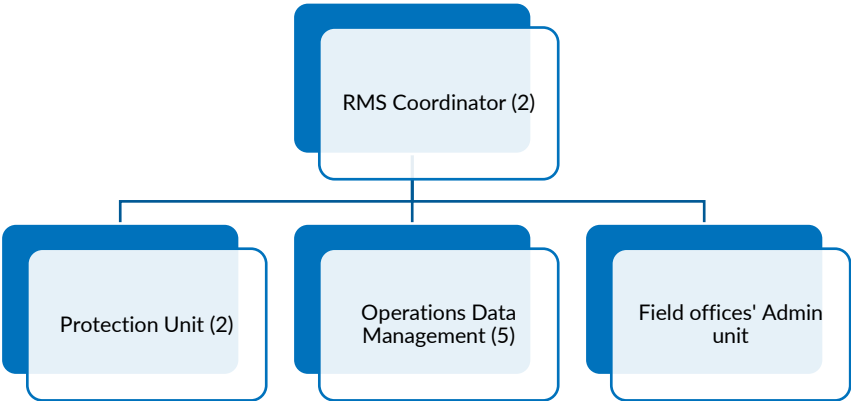 RMS Coordinator (2)
Protection Unit (2)
Operations Data
Management (5)
Field offices' Admin
unit